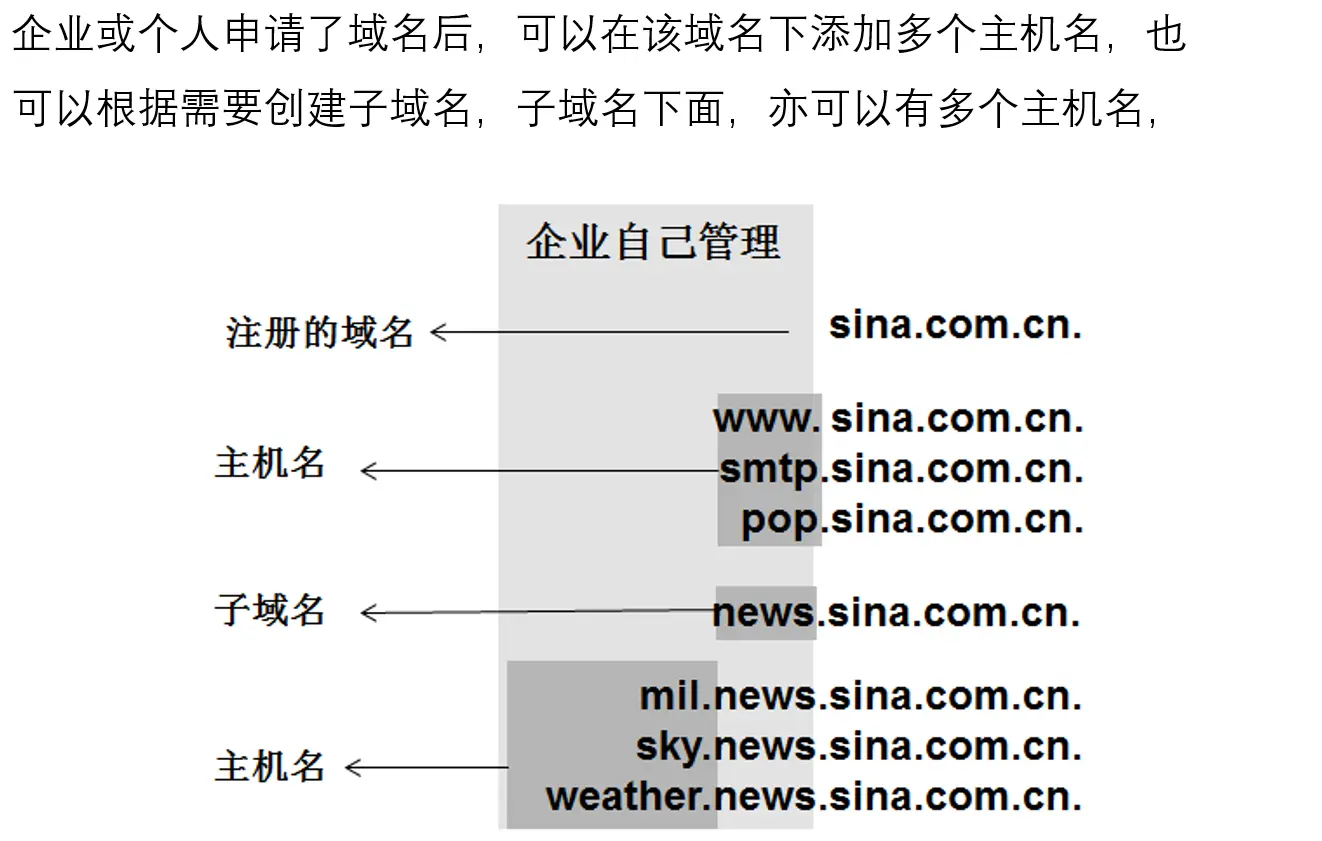 企业或个人申请了域名后，可以在该域名下添加多个主机名，也
可以根据需要创建子域名，子域名下面，亦可以有多个主机名，
企业自己管理
注册的域名 sina.com.cn.
www. sina.com.cn.
主机名 smtp.sina.com.cn.
pop.sina.com.cn.
子域名 news.sina.com.cn.
mil.news.sina.com.cn.
sky.news.sina.com.cn.
主机名
weather.news.sina.com.cn.